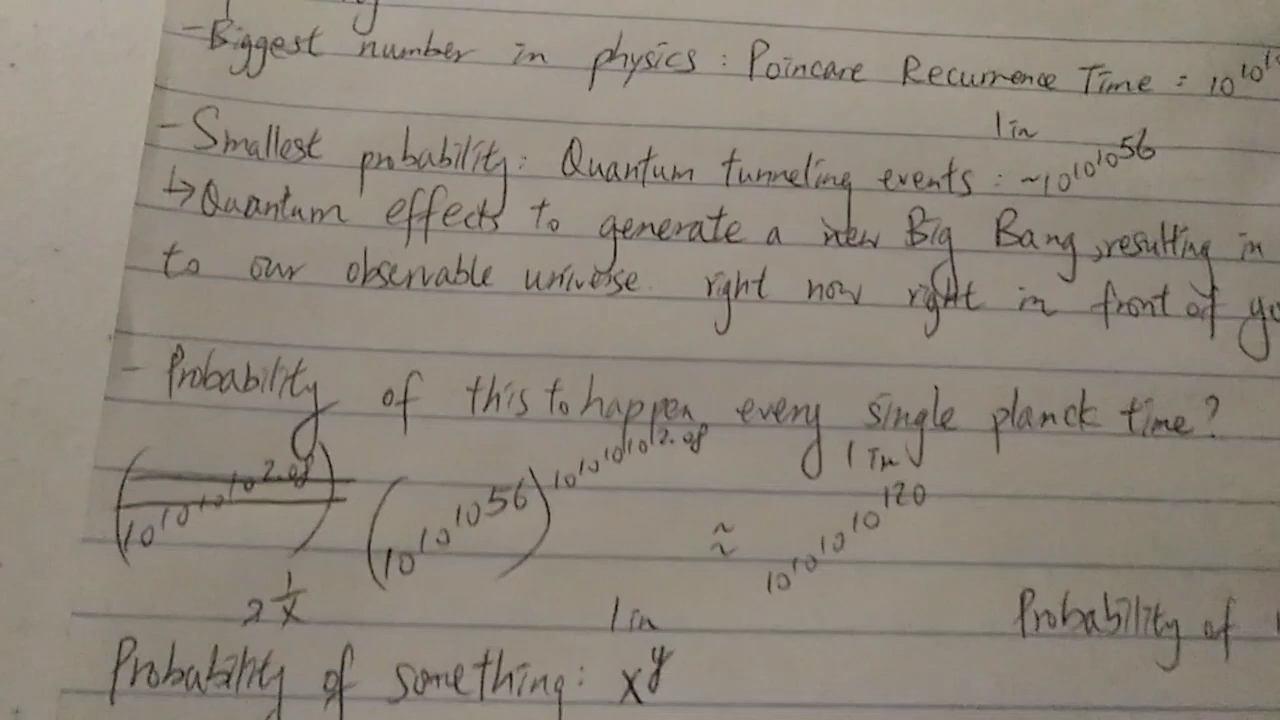 - Biggest number in physics : Poincare Recurrence Time = 10^10^1
1 in
- Smallest probability: Quantum tunneling events : ~10^10^10^56
↳ Quantum effects to generate a new Big Bang, resulting in
to our observable universe right now right in front of yo
- Probability of this to happen every single planck time?
1 in
(10^10^10^10^2.08) (10^10^10^56)^10^10^10^10^10^2.08 ≈ 10^10^10^10^120
2 1/x 1 in Probability of
Probability of something: x^y